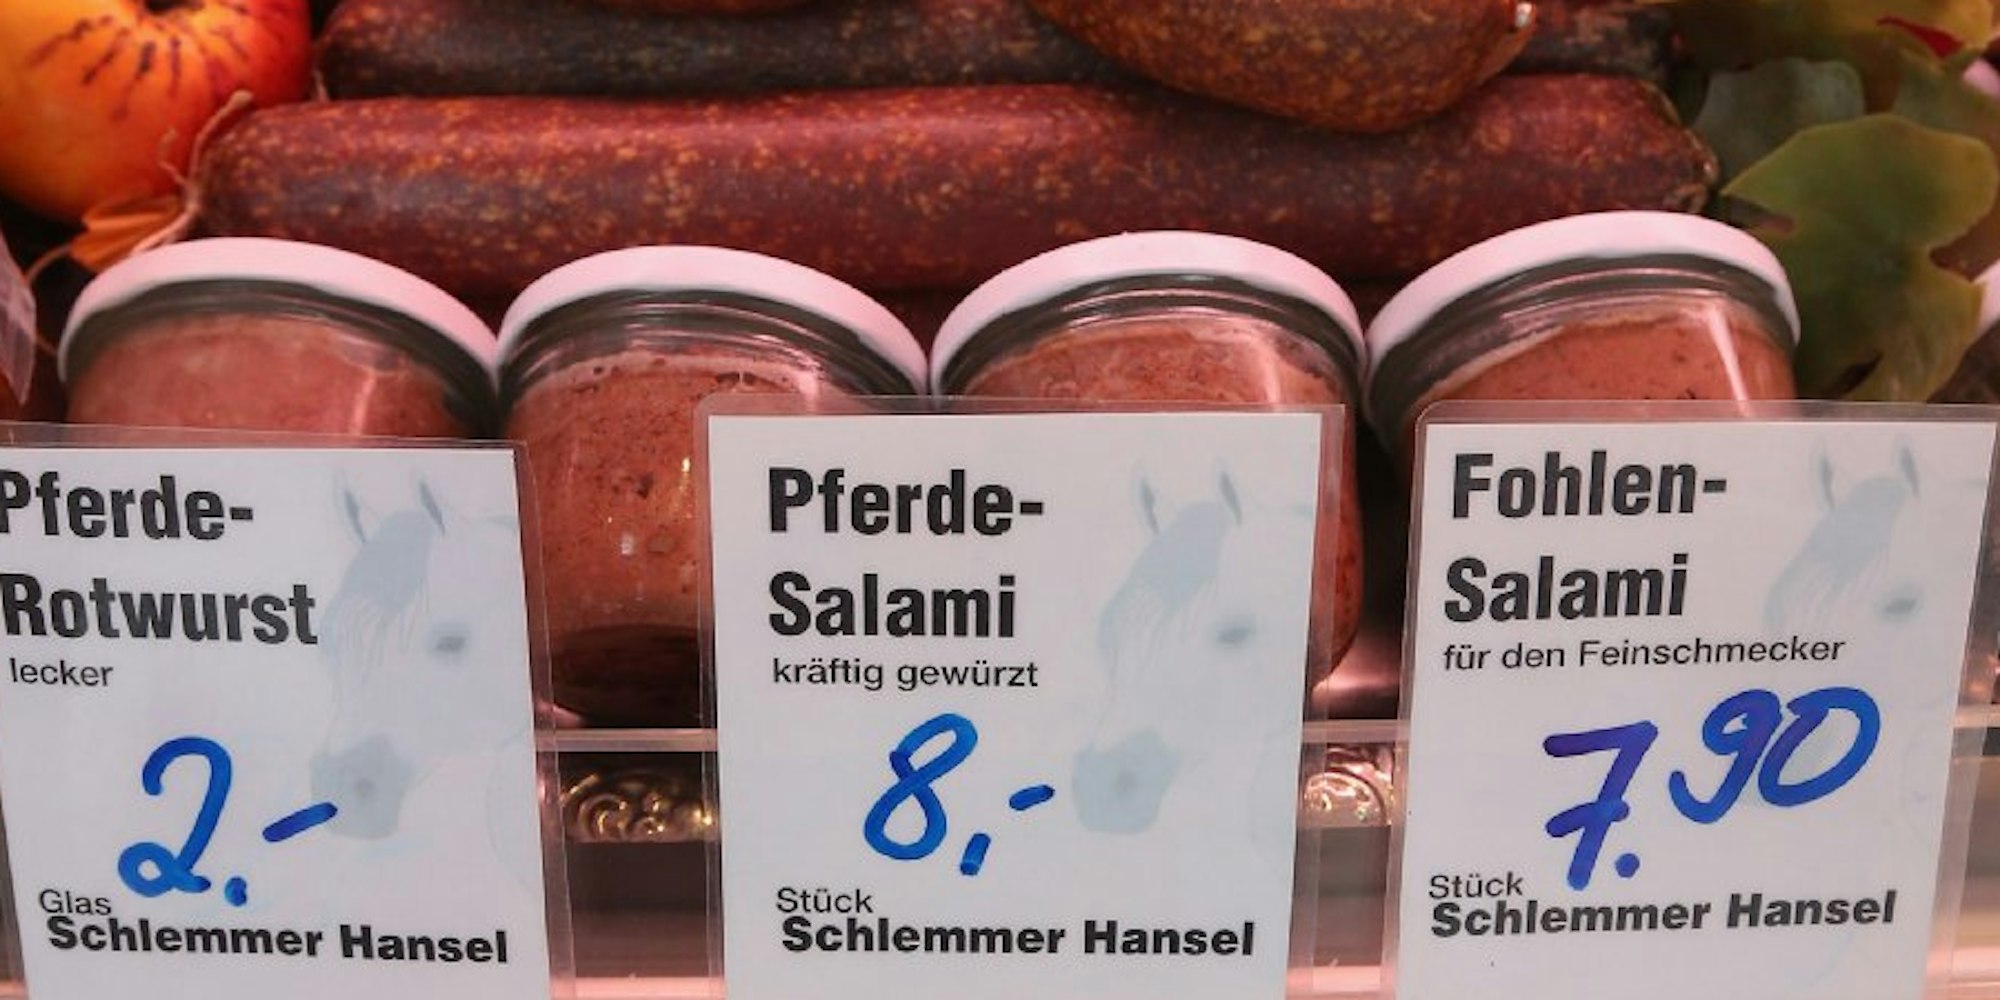 Pferde-
Rotwurst
lecker
2.-
Glas
Schlemmer Hansel
Pferde-
Salami
kräftig gewürzt
8,-
Stück
Schlemmer Hansel
Fohlen-
Salami
für den Feinschmecker
7.90
Stück
Schlemmer Hansel